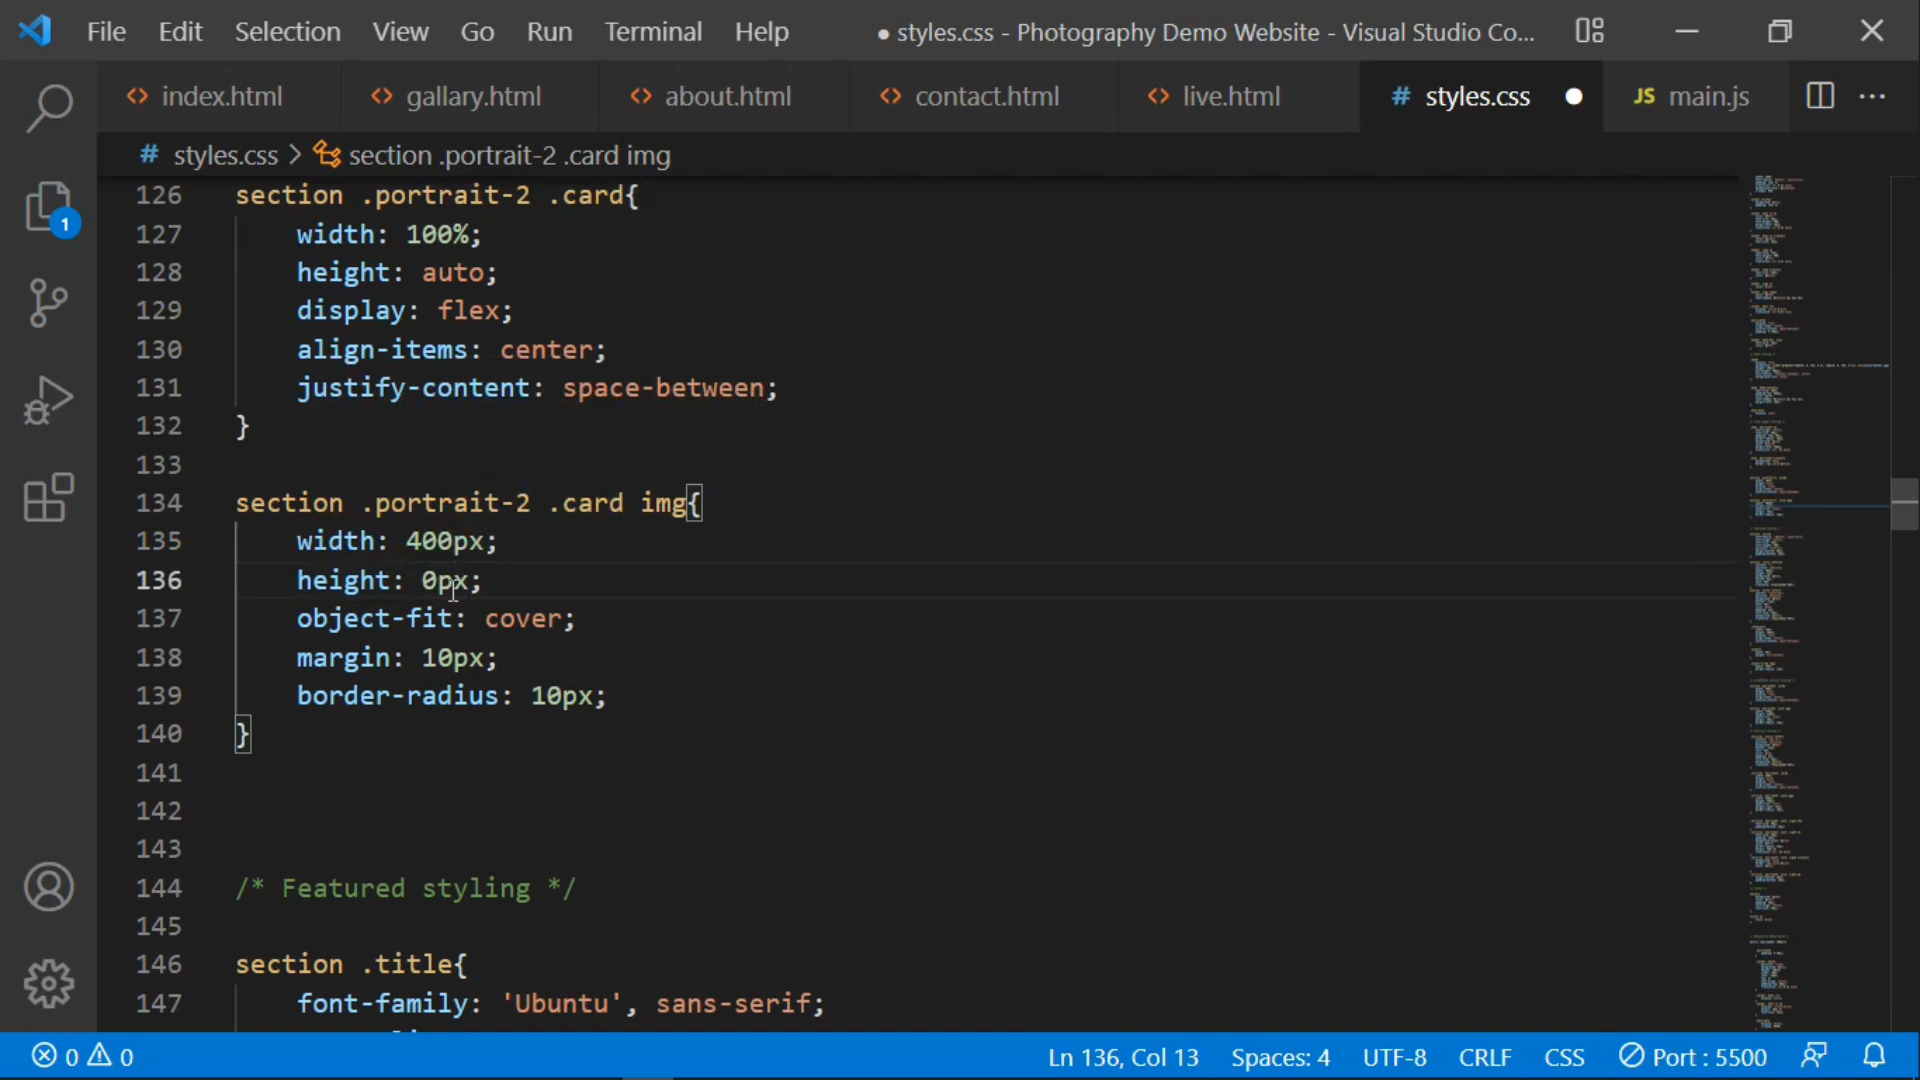 File Edit Selection View Go Run Terminal Help ● styles.css - Photography Demo Website - Visual Studio Co...
index.html gallary.html about.html contact.html live.html # styles.css ● JS main.js ...
# styles.css > section .portrait-2 .card img
126 section .portrait-2 .card{
127 width: 100%;
128 height: auto;
129 display: flex;
130 align-items: center;
131 justify-content: space-between;
132 }
133
134 section .portrait-2 .card img{
135 width: 400px;
136 height: 0px;
137 object-fit: cover;
138 margin: 10px;
139 border-radius: 10px;
140 }
141
142
143
144 /* Featured styling */
145
146 section .title{
147 font-family: 'Ubuntu', sans-serif;
1
0 0 Ln 136, Col 13 Spaces: 4 UTF-8 CRLF CSS Port : 5500